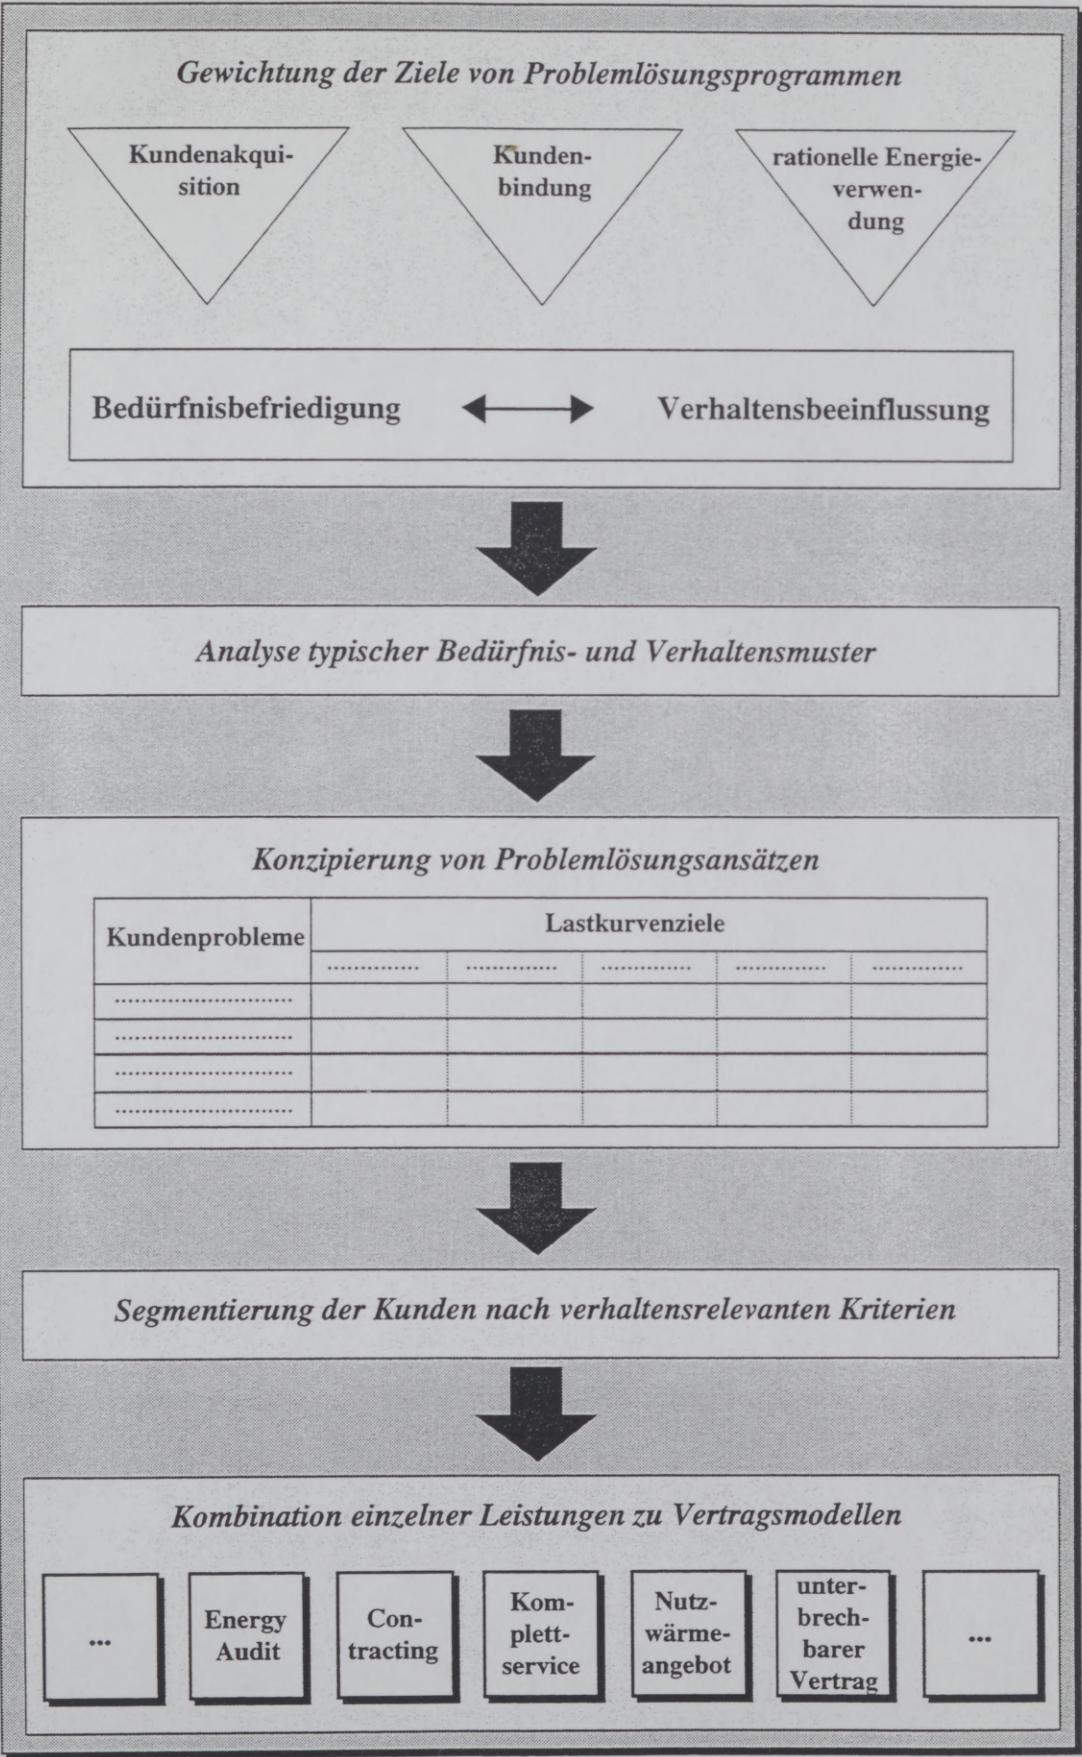 Gewichtung der Ziele von Problemlösungsprogrammen
Kundenakqui-
sition
Kunden-
bindung
rationelle Energie-
verwen-
dung
Bedürfnisbefriedigung
Verhaltensbeeinflussung
Analyse typischer Bedürfnis- und Verhaltensmuster
Konzipierung von Problemlösungsansätzen
Kundenprobleme
Lastkurvenziele
..............
..............
..............
..............
..............
...........................
...........................
...........................
...........................
Segmentierung der Kunden nach verhaltensrelevanten Kriterien
Kombination einzelner Leistungen zu Vertragsmodellen
...
Energy
Audit
Con-
tracting
Kom-
plett-
service
Nutz-
wärme-
angebot
unter-
brech-
barer
Vertrag
...